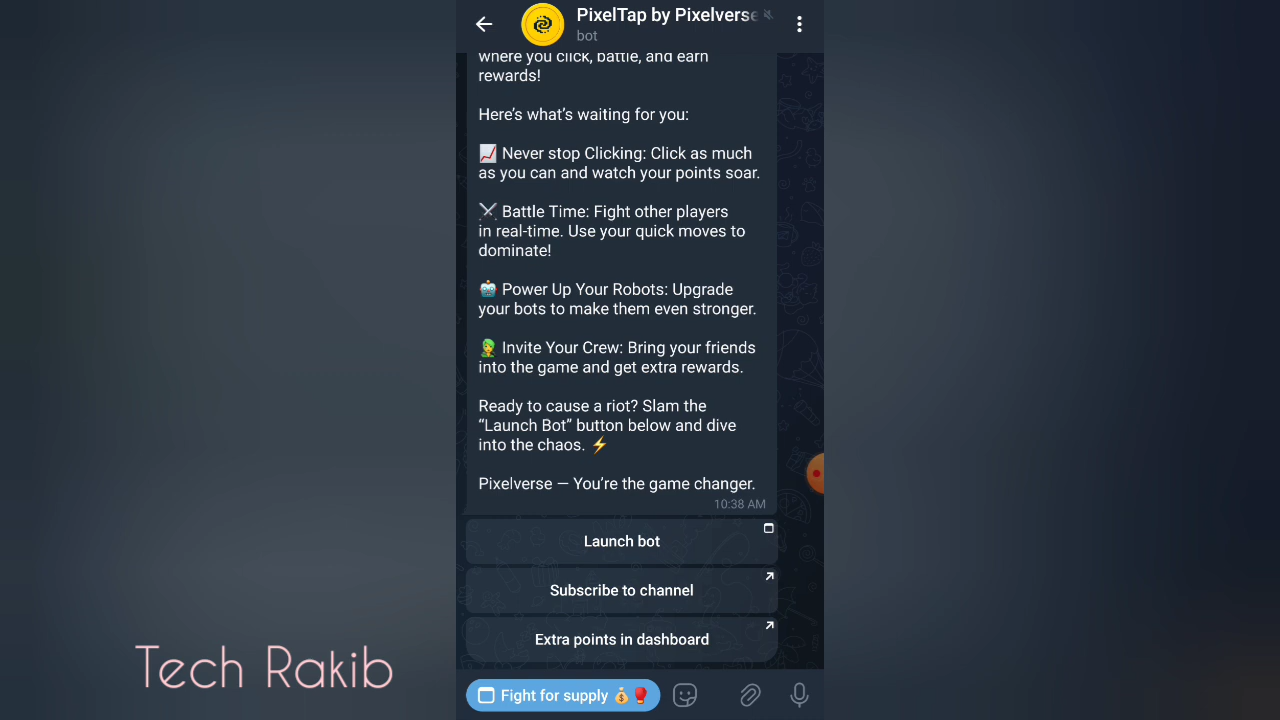 PixelTap by Pixelverse
bot
where you click, battle, and earn
rewards!
Here’s what’s waiting for you:
📈 Never stop Clicking: Click as much
as you can and watch your points soar.
⚔️ Battle Time: Fight other players
in real-time. Use your quick moves to
dominate!
🤖 Power Up Your Robots: Upgrade
your bots to make them even stronger.
🧝 Invite Your Crew: Bring your friends
into the game and get extra rewards.
Ready to cause a riot? Slam the
“Launch Bot” button below and dive
into the chaos. ⚡
Pixelverse — You’re the game changer.
10:38 AM
Launch bot
Subscribe to channel
Extra points in dashboard
Fight for supply 💰🥊
Tech Rakib